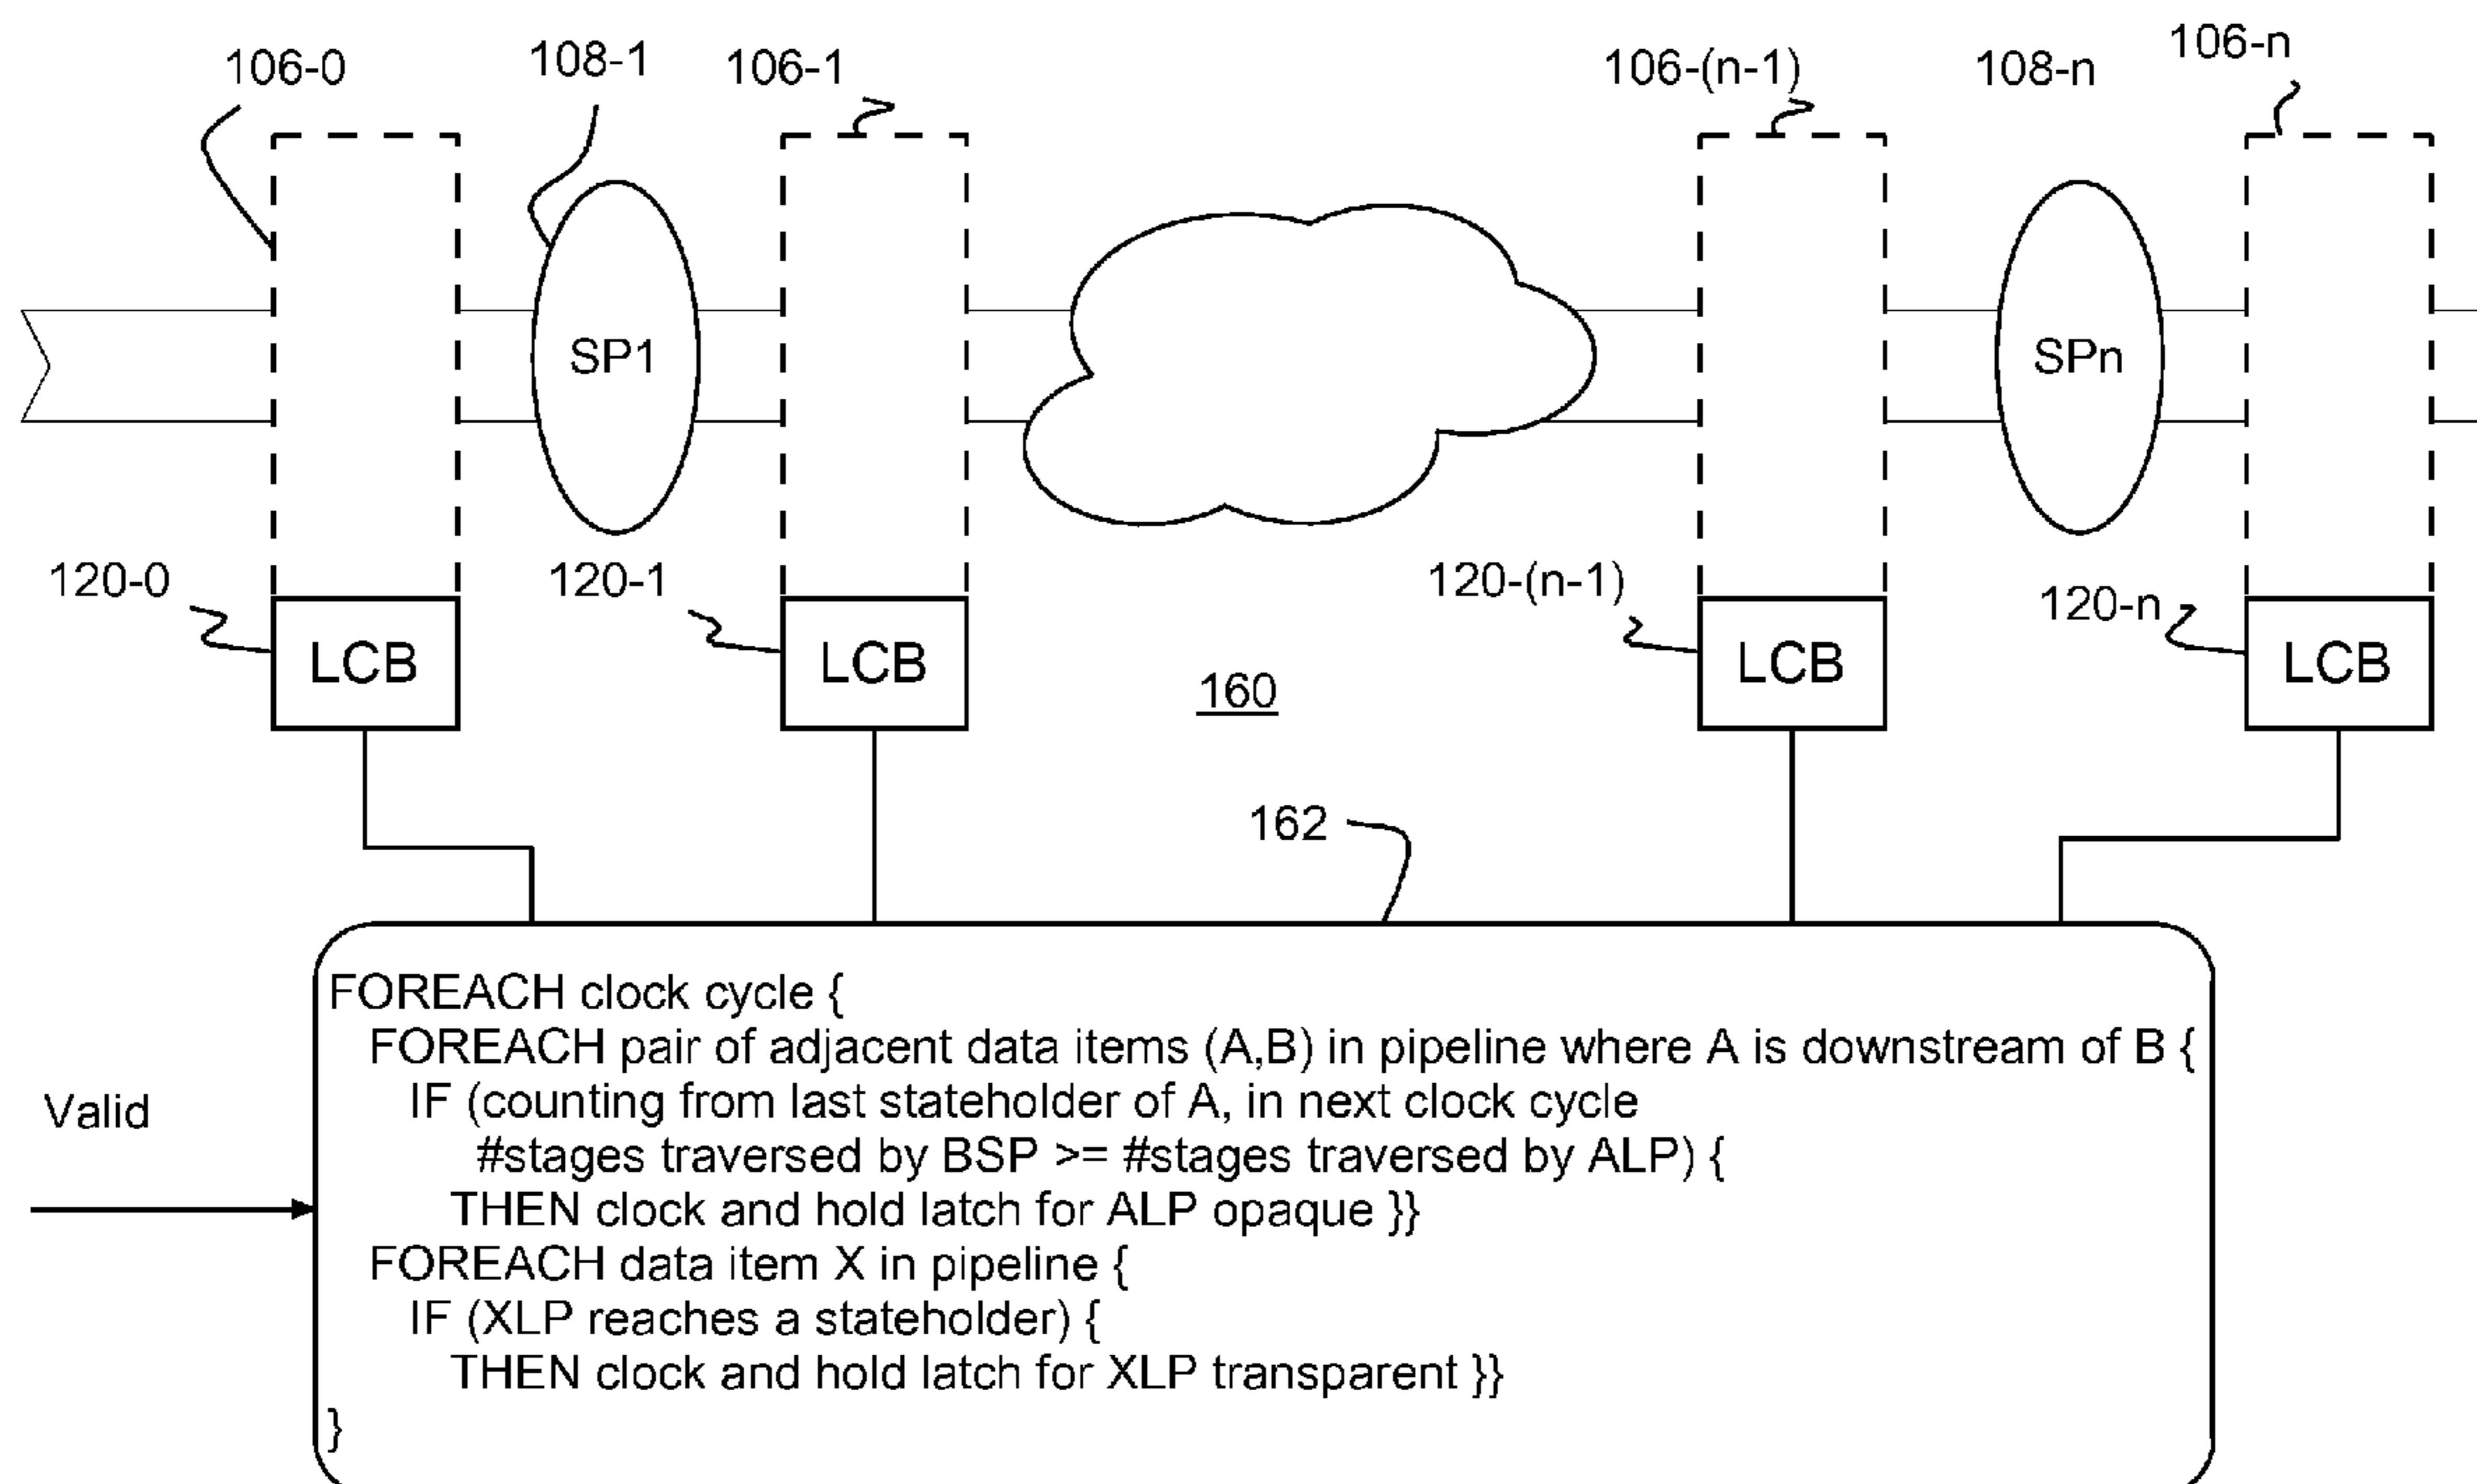 106-0
108-1
106-1
106-(n-1)
108-n
106-n
SP1
SPn
120-0
120-1
120-(n-1)
120-n
LCB
LCB
LCB
LCB
160
162
Valid
FOREACH clock cycle {
FOREACH pair of adjacent data items (A,B) in pipeline where A is downstream of B {
IF (counting from last stateholder of A, in next clock cycle
#stages traversed by BSP >= #stages traversed by ALP) {
THEN clock and hold latch for ALP opaque }}
FOREACH data item X in pipeline {
IF (XLP reaches a stateholder) {
THEN clock and hold latch for XLP transparent }}
}